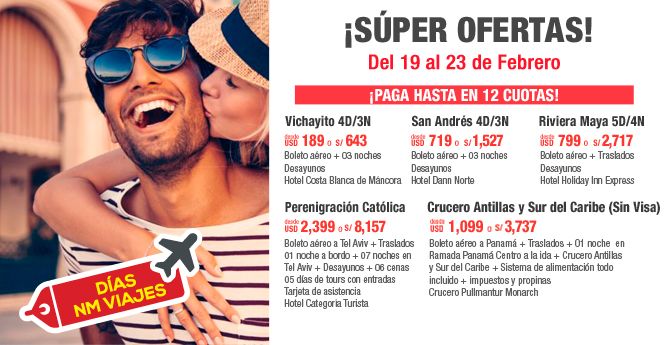 ¡SÚPER OFERTAS!
Del 19 al 23 de Febrero
¡PAGA HASTA EN 12 CUOTAS!
Vichayito 4D/3N
desde USD 189 o S/ 643
Boleto aéreo + 03 noches
Desayunos
Hotel Costa Blanca de Máncora
San Andrés 4D/3N
desde USD 719 o S/ 1,527
Boleto aéreo + 03 noches
Desayunos
Hotel Dann Norte
Riviera Maya 5D/4N
desde USD 799 o S/ 2,717
Boleto aéreo + Traslados
Desayunos
Hotel Holiday Inn Express
Perenigración Católica
desde USD 2,399 o S/ 8,157
Boleto aéreo a Tel Aviv + Traslados
01 noche a bordo + 07 noches en
Tel Aviv + Desayunos + 06 cenas
05 días de tours con entradas
Tarjeta de asistencia
Hotel Categoria Turista
Crucero Antillas y Sur del Caribe (Sin Visa)
desde USD 1,099 o S/ 3,737
Boleto aéreo a Panamá + Traslados + 01 noche en
Ramada Panamá Centro a la ida + Crucero Antillas
y Sur del Caribe + Sistema de alimentación todo
incluido + impuestos y propinas
Crucero Pullmantur Monarch
DÍAS
NM VIAJES